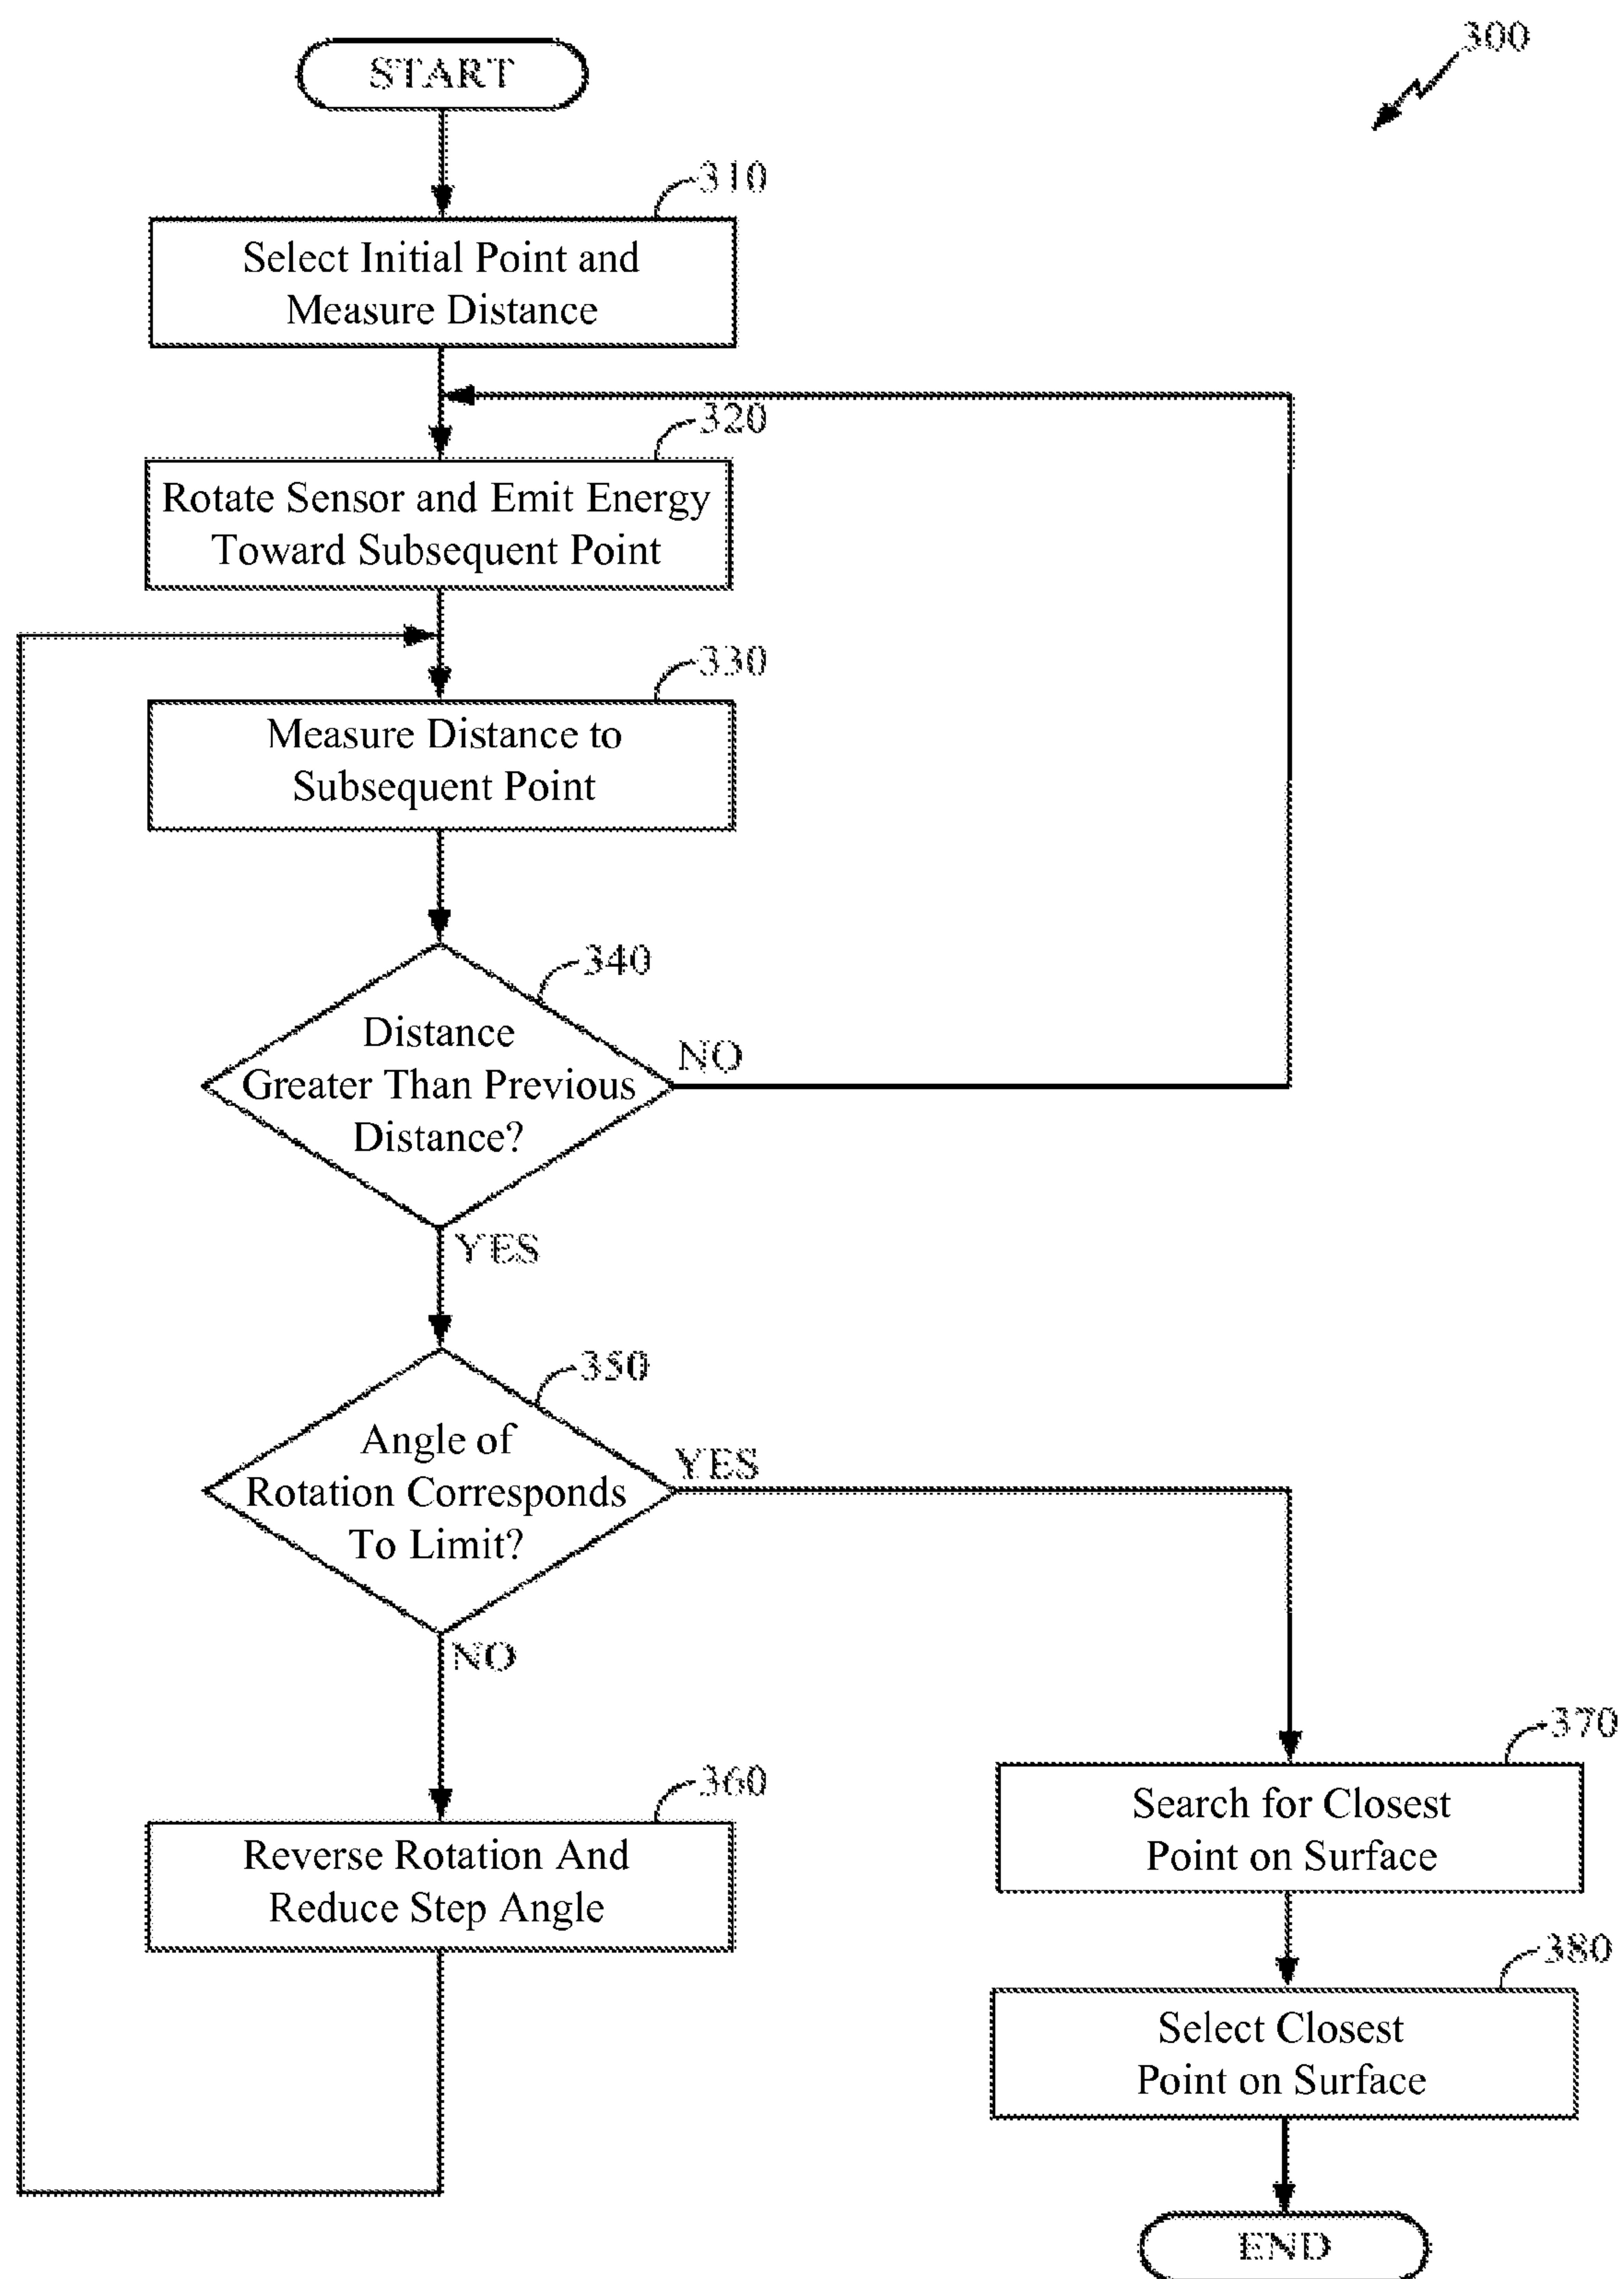 START
300
310
Select Initial Point and
Measure Distance
320
Rotate Sensor and Emit Energy
Toward Subsequent Point
330
Measure Distance to
Subsequent Point
340
Distance
Greater Than Previous
Distance?
NO
YES
350
Angle of
Rotation Corresponds
To Limit?
YES
NO
360
Reverse Rotation And
Reduce Step Angle
370
Search for Closest
Point on Surface
380
Select Closest
Point on Surface
END